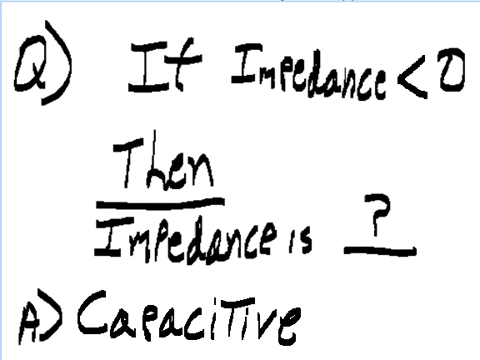 Q) If Impedance < 0
Then
Impedance is ?
A) Capacitive